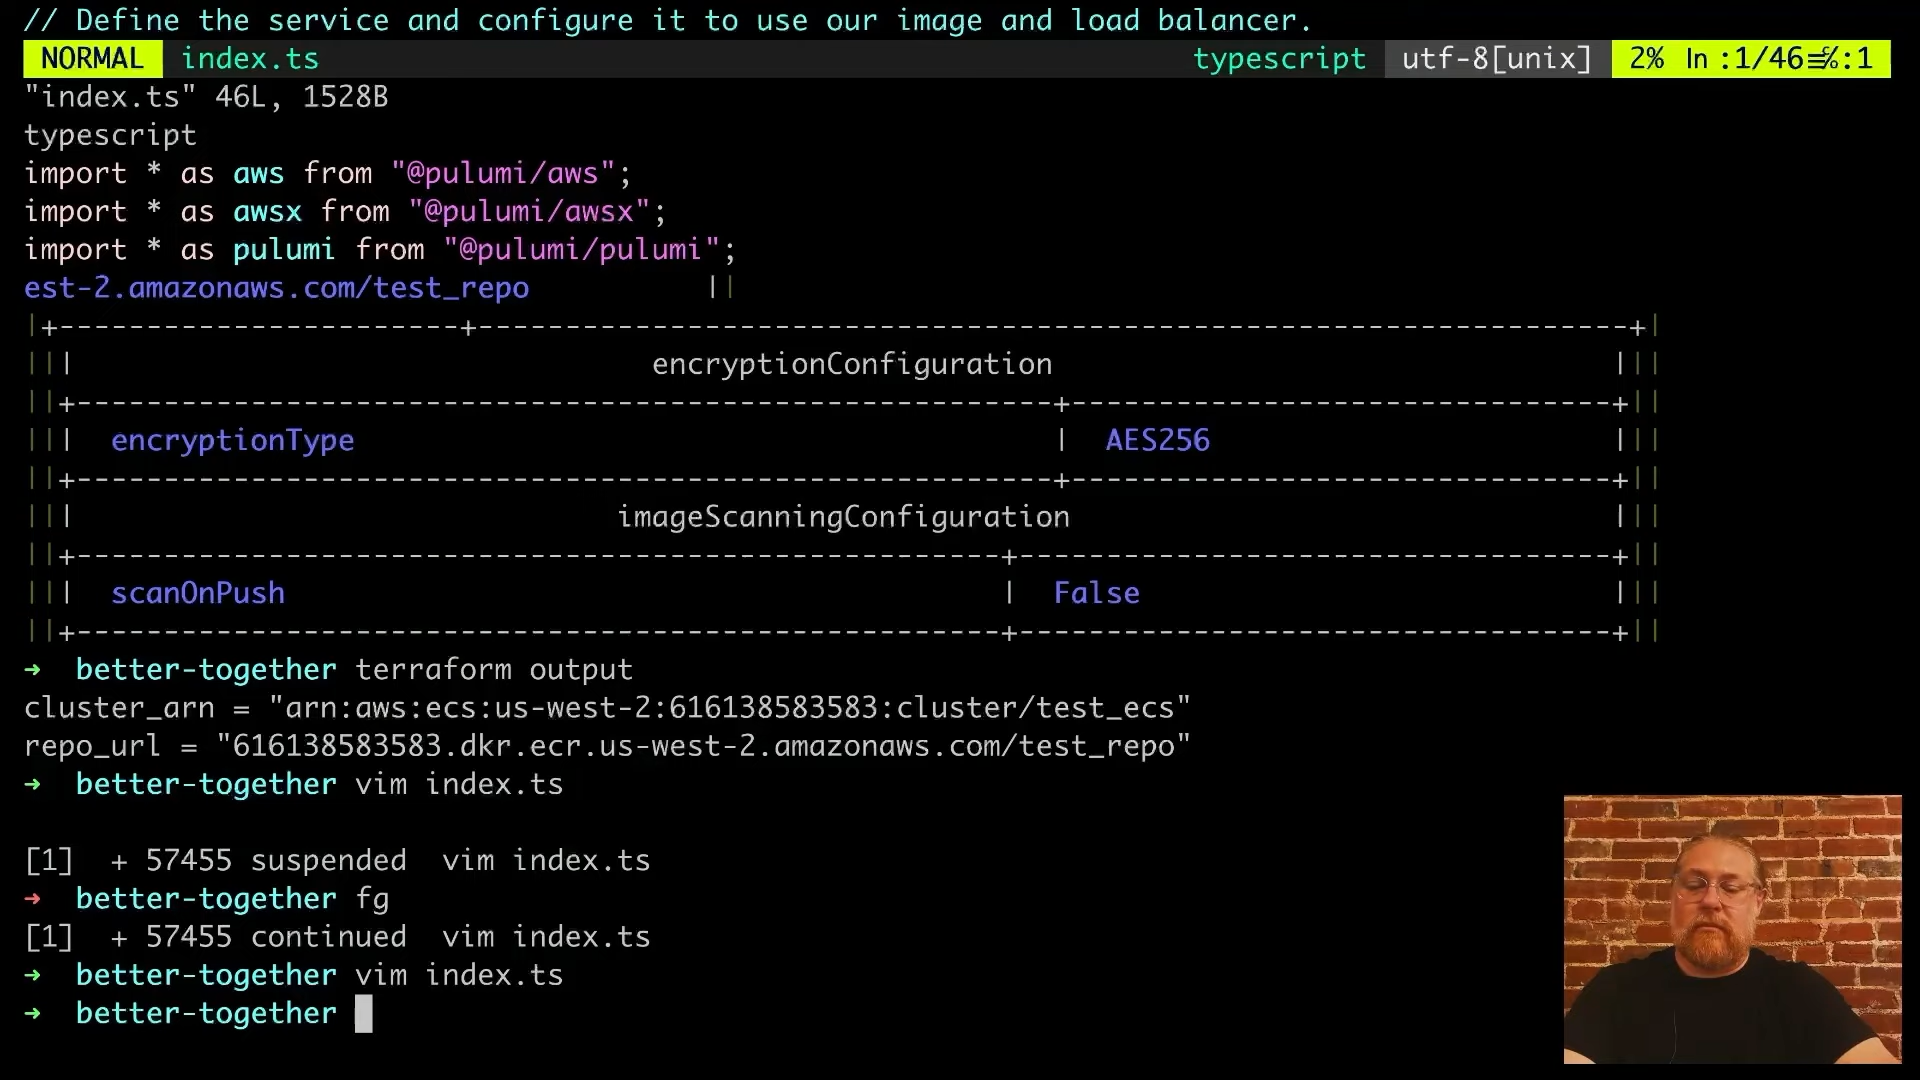 // Define the service and configure it to use our image and load balancer.
NORMAL index.ts typescript utf-8[unix] 2% ln :1/46≡℅:1
"index.ts" 46L, 1528B
typescript
import * as aws from "@pulumi/aws";
import * as awsx from "@pulumi/awsx";
import * as pulumi from "@pulumi/pulumi";
est-2.amazonaws.com/test_repo ||
|+-----------------------+------------------------------------------------------------------+|
||| encryptionConfiguration |||
||+--------------------------------------------------------+-------------------------------+||
||| encryptionType | AES256 |||
||+--------------------------------------------------------+-------------------------------+||
||| imageScanningConfiguration |||
||+-----------------------------------------------------+----------------------------------+||
||| scanOnPush | False |||
||+-----------------------------------------------------+----------------------------------+||
➜ better-together terraform output
cluster_arn = "arn:aws:ecs:us-west-2:616138583583:cluster/test_ecs"
repo_url = "616138583583.dkr.ecr.us-west-2.amazonaws.com/test_repo"
➜ better-together vim index.ts
[1] + 57455 suspended vim index.ts
➜ better-together fg
[1] + 57455 continued vim index.ts
➜ better-together vim index.ts
➜ better-together